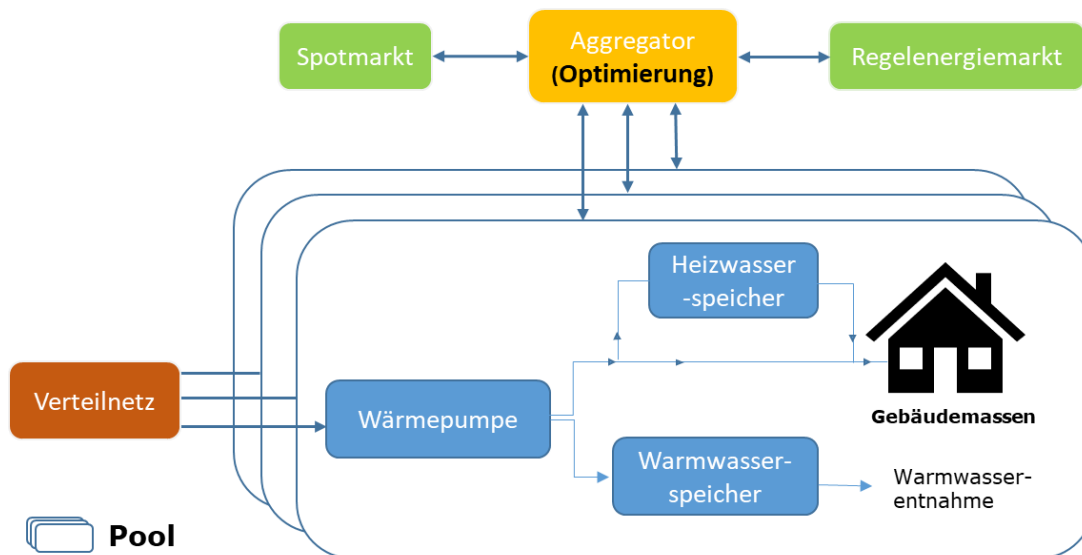 Spotmarkt
Aggregator
(Optimierung)
Regelenergiemarkt
Heizwasser
-speicher
Verteilnetz
Wärmepumpe
Gebäudemassen
Warmwasser-
speicher
Warmwasser-
entnahme
Pool